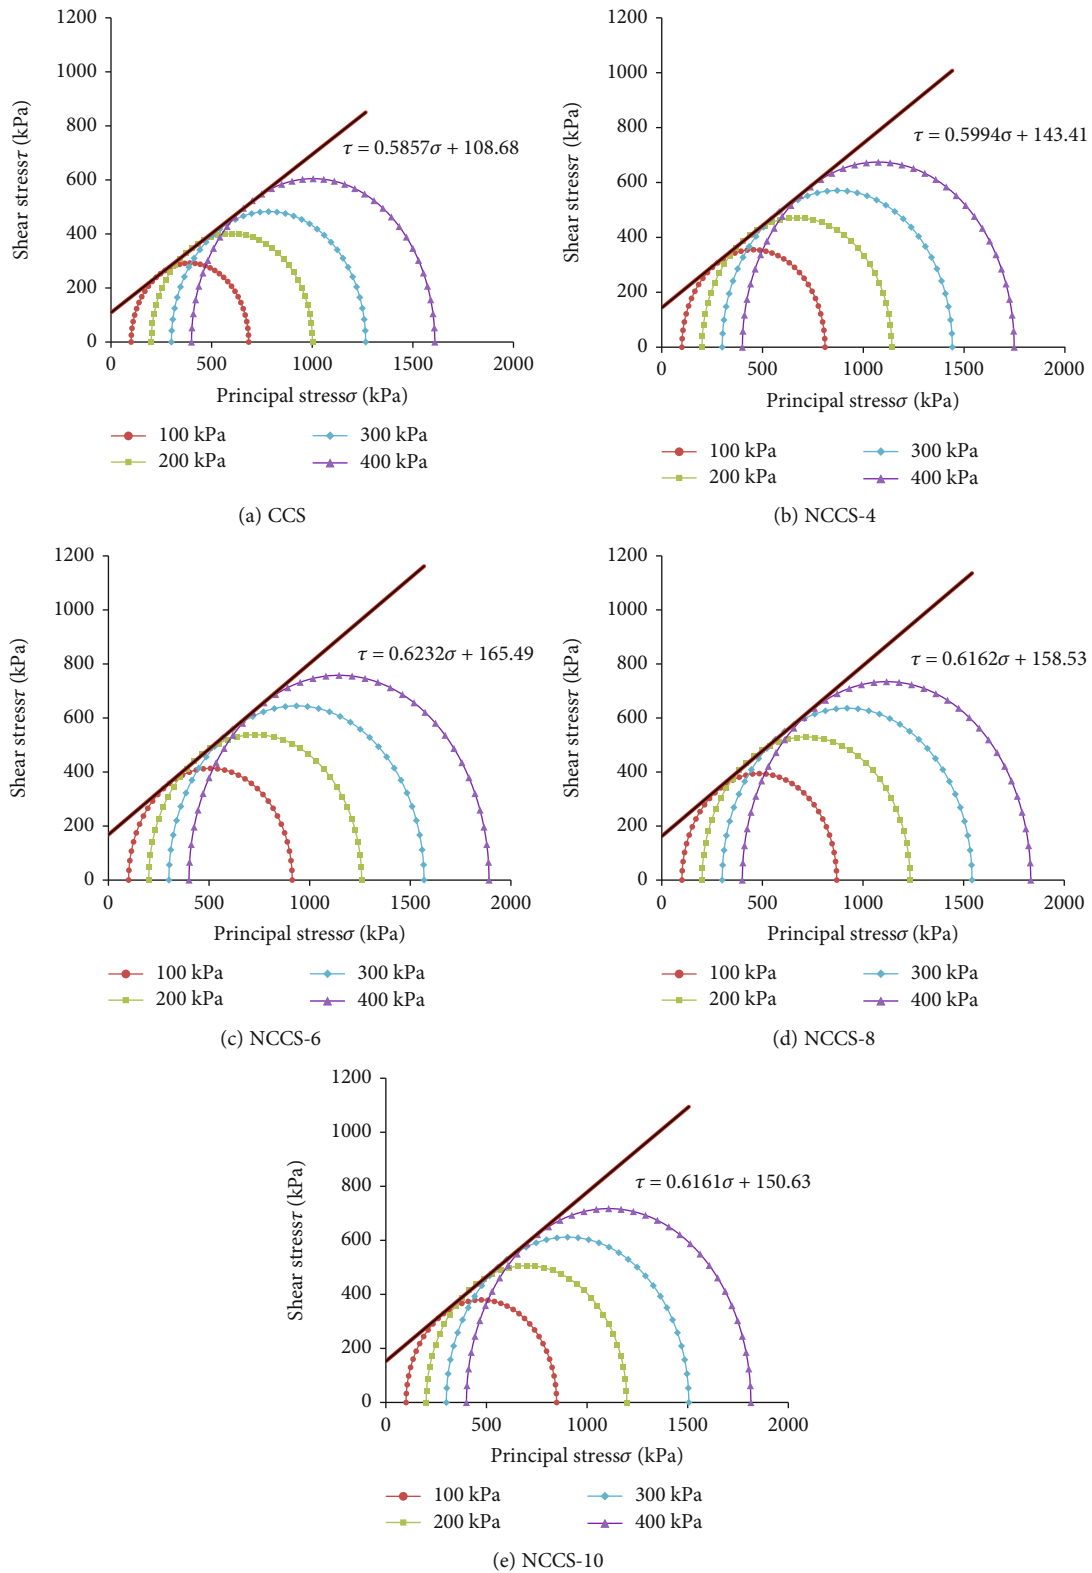 1200
1000
800
600
400
200
0
Shear stressτ (kPa)
τ = 0.5857σ + 108.68
0 500 1000 1500 2000
Principal stressσ (kPa)
100 kPa 300 kPa
200 kPa 400 kPa
(a) CCS
1200
1000
800
600
400
200
0
Shear stressτ (kPa)
τ = 0.5994σ + 143.41
0 500 1000 1500 2000
Principal stressσ (kPa)
100 kPa 300 kPa
200 kPa 400 kPa
(b) NCCS-4
1200
1000
800
600
400
200
0
Shear stressτ (kPa)
τ = 0.6232σ + 165.49
0 500 1000 1500 2000
Principal stressσ (kPa)
100 kPa 300 kPa
200 kPa 400 kPa
(c) NCCS-6
1200
1000
800
600
400
200
0
Shear stressτ (kPa)
τ = 0.6162σ + 158.53
0 500 1000 1500 2000
Principal stressσ (kPa)
100 kPa 300 kPa
200 kPa 400 kPa
(d) NCCS-8
1200
1000
800
600
400
200
0
Shear stressτ (kPa)
τ = 0.6161σ + 150.63
0 500 1000 1500 2000
Principal stressσ (kPa)
100 kPa 300 kPa
200 kPa 400 kPa
(e) NCCS-10